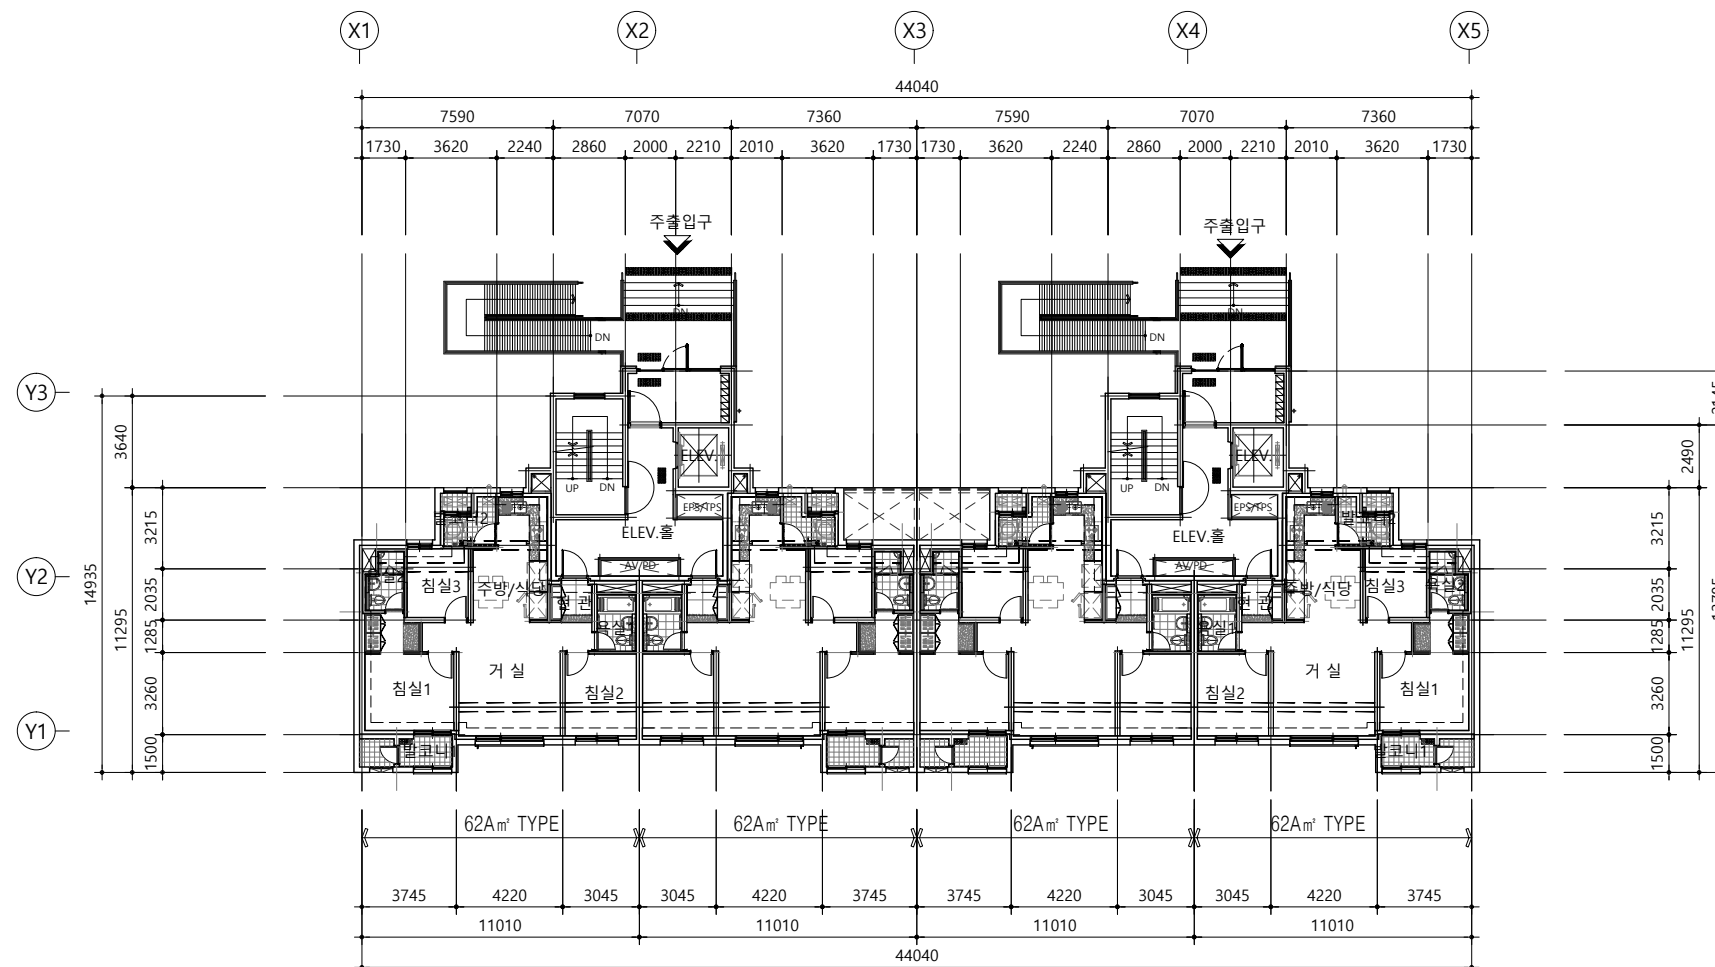 X1 X2 X3 X4 X5
44040
7590 7070 7360 7590 7070 7360
1730 3620 2240 2860 2000 2210 2010 3620 1730 1730 3620 2240 2860 2000 2210 2010 3620 1730
주출입구 주출입구
DN DN
DN DN
Y3
3640 2490
ELEV. ELEV.
UP DN UP DN
EPS/TPS EPS/TPS
ELEV.홀 ELEV.홀
3215 3215
AV/PD AV/PD
Y2
14935 11295 2035 2035 11295
침실3 주방/식당 현관 현관 주방/식당 침실3
욕실1
1285 1285
거 실 거 실
침실1 침실2 침실2 침실1
3260 3260
Y1
1500 발코니1 발코니1 1500
62A㎡ TYPE 62A㎡ TYPE 62A㎡ TYPE 62A㎡ TYPE
3745 4220 3045 3045 4220 3745 3745 4220 3045 3045 4220 3745
11010 11010 11010 11010
44040